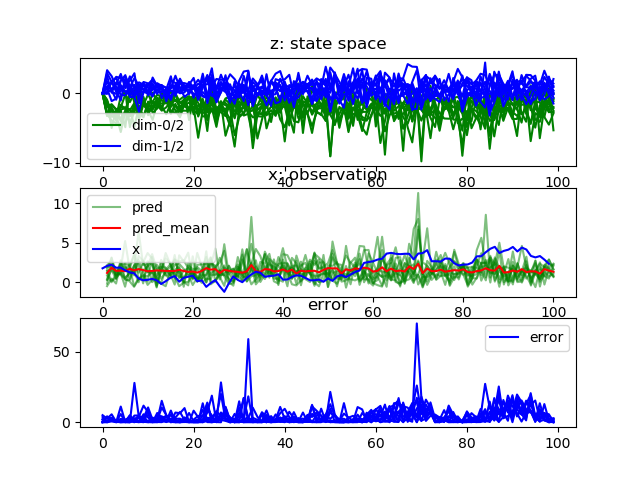 z: state space
0
−10
dim-0/2
dim-1/2
0 20 40 60 80 100
x: observation
10
5
0
pred
pred_mean
x
0 20 40 60 80 100
error
50
0
error
0 20 40 60 80 100